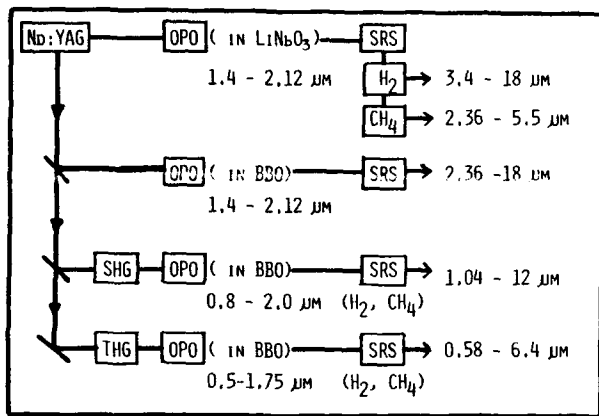 ND:YAG OPO ( IN LINBO3) SRS
1.4 - 2.12 µM H2 3.4 - 18 µM
CH4 2.36 - 5.5 µM
OPO ( IN BBO) SRS 2.36 -18 µM
1.4 - 2.12 µM
SHG OPO ( IN BBO) SRS 1.04 - 12 µM
0.8 - 2.0 µM (H2, CH4)
THG OPO ( IN BBO) SRS 0.58 - 6.4 µM
0.5-1.75 µM (H2, CH4)